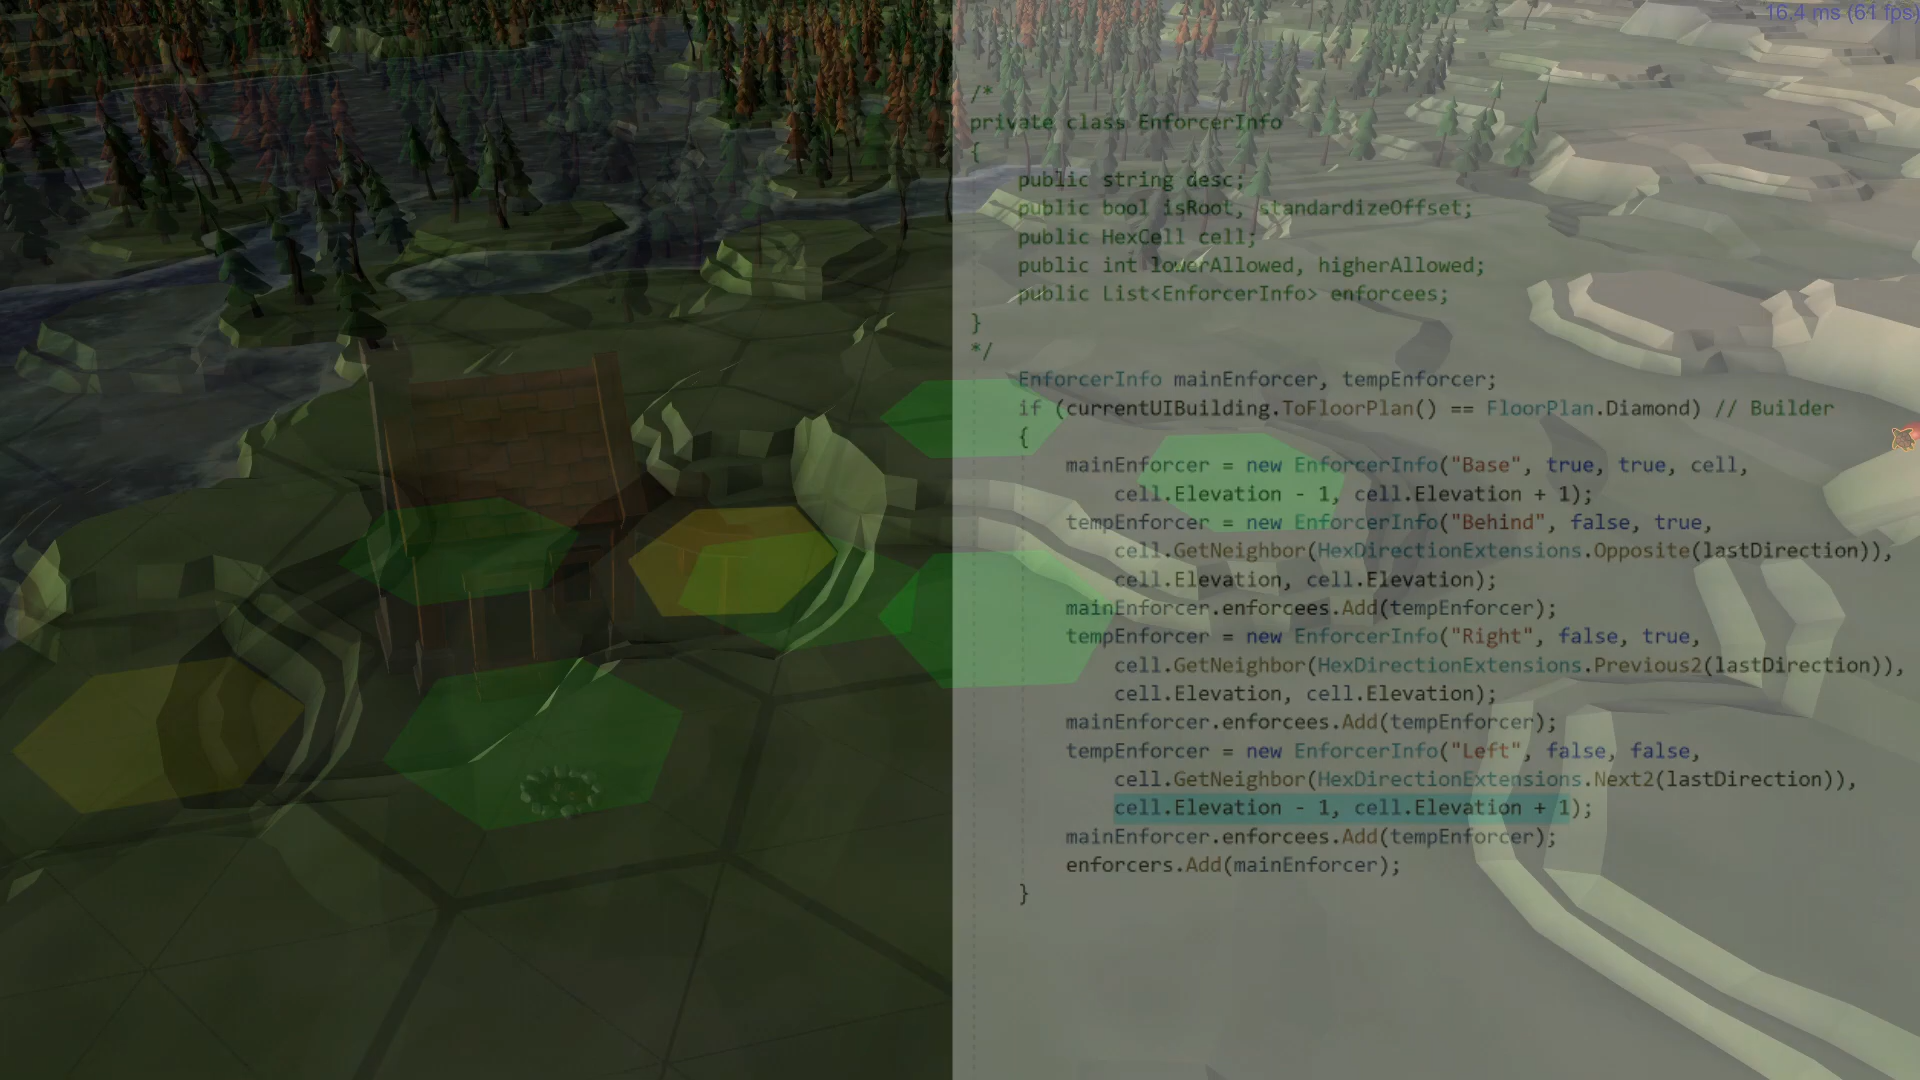 16.4 ms (61 fps)
/*
private class EnforcerInfo
{
public string desc;
public bool isRoot, standardizeOffset;
public HexCell cell;
public int lowerAllowed, higherAllowed;
public List<EnforcerInfo> enforcees;
}
*/
EnforcerInfo mainEnforcer, tempEnforcer;
if (currentUIBuilding.ToFloorPlan() == FloorPlan.Diamond) // Builder
{
mainEnforcer = new EnforcerInfo("Base", true, true, cell,
cell.Elevation - 1, cell.Elevation + 1);
tempEnforcer = new EnforcerInfo("Behind", false, true,
cell.GetNeighbor(HexDirectionExtensions.Opposite(lastDirection)),
cell.Elevation, cell.Elevation);
mainEnforcer.enforcees.Add(tempEnforcer);
tempEnforcer = new EnforcerInfo("Right", false, true,
cell.GetNeighbor(HexDirectionExtensions.Previous2(lastDirection)),
cell.Elevation, cell.Elevation);
mainEnforcer.enforcees.Add(tempEnforcer);
tempEnforcer = new EnforcerInfo("Left", false, false,
cell.GetNeighbor(HexDirectionExtensions.Next2(lastDirection)),
cell.Elevation - 1, cell.Elevation + 1);
mainEnforcer.enforcees.Add(tempEnforcer);
enforcers.Add(mainEnforcer);
}